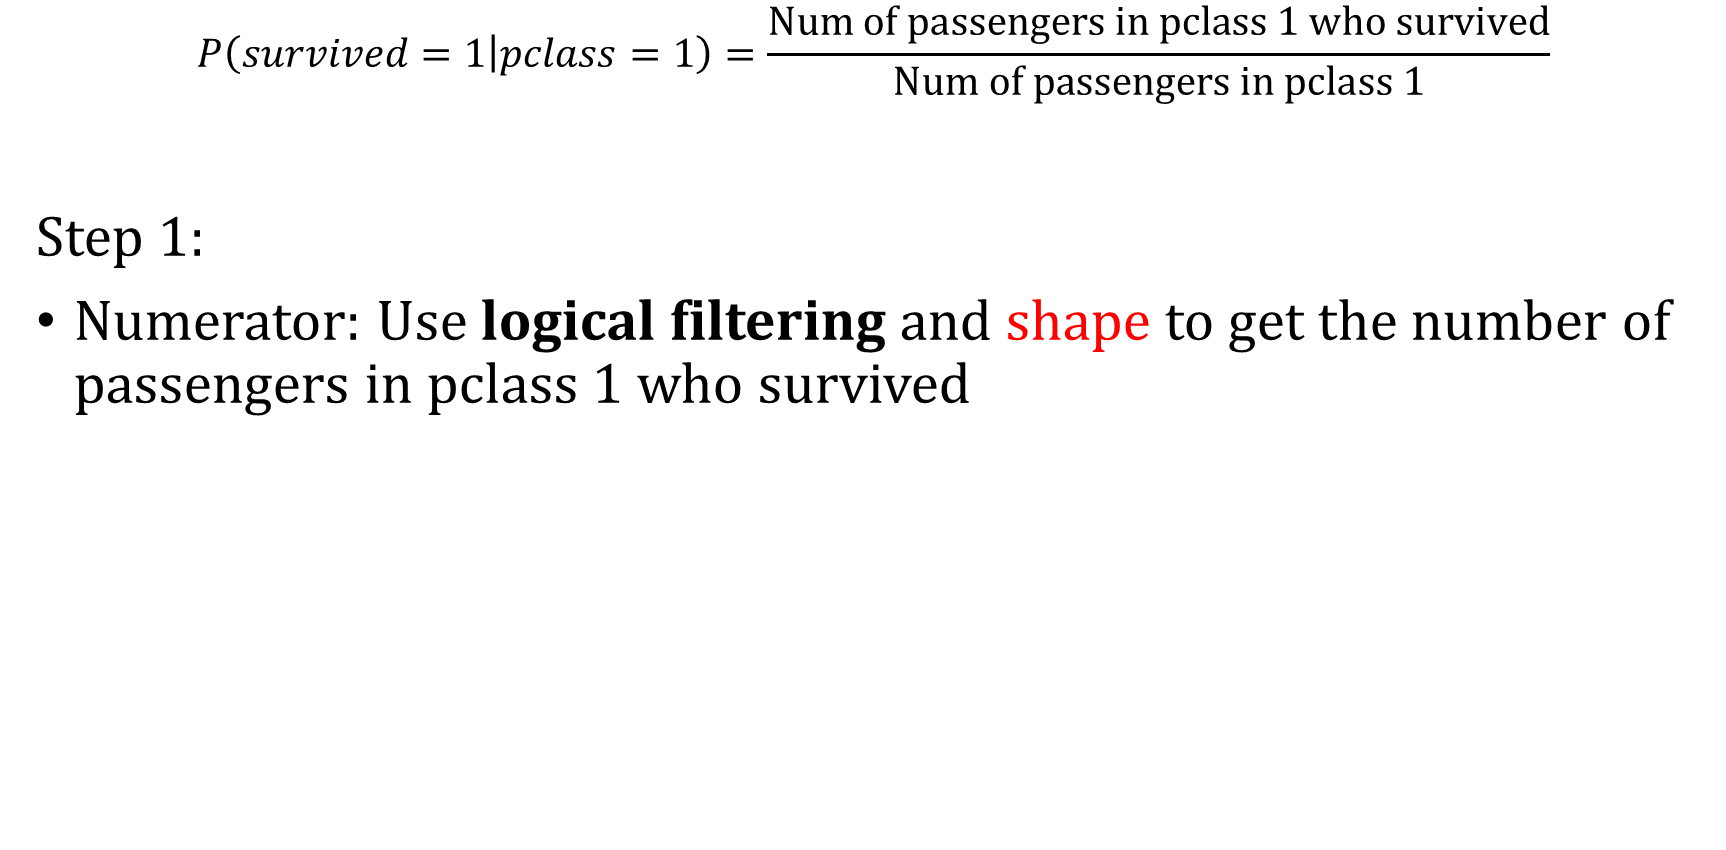 P(survived = 1|pclass = 1) = Num of passengers in pclass 1 who survived
Num of passengers in pclass 1
Step 1:
• Numerator: Use logical filtering and shape to get the number of
passengers in pclass 1 who survived